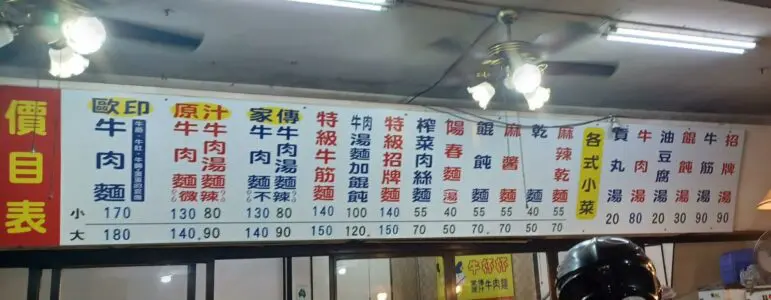 價目表
歐印
牛肉麵
原汁
牛肉麵微辣
牛肉湯麵辣
家傳
牛肉麵不辣
牛肉湯麵
特級牛筋麵
牛肉湯麵加餛飩
特級招牌麵
榨菜肉絲麵
陽春麵 湯
餛飩麵
麻醬麵
乾麵
麻辣乾麵
各式小菜
貢丸湯
牛肉湯
油豆腐湯
餛飩湯
牛筋湯
招牌湯
小 170 130 80 130 80 140 100 140 55 40 55 55 40 55 20 80 20 30 90 90
大 180 140 90 140 90 150 120 150 70 50 70 70 50 70
牛肉麵